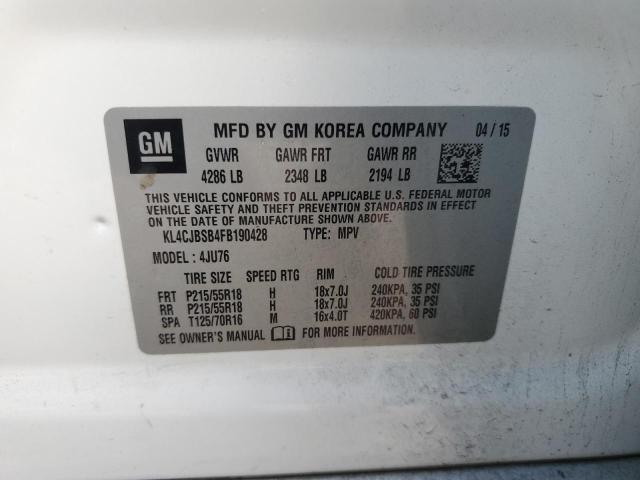 GM MFD BY GM KOREA COMPANY 04 / 15
GVWR GAWR FRT GAWR RR
4286 LB 2348 LB 2194 LB
THIS VEHICLE CONFORMS TO ALL APPLICABLE U.S. FEDERAL MOTOR
VEHICLE SAFETY AND THEFT PREVENTION STANDARDS IN EFFECT ON
THE DATE OF MANUFACTURE SHOWN ABOVE.
KL4CJBSB4FB190428 TYPE: MPV
MODEL : 4JU76
TIRE SIZE SPEED RTG RIM COLD TIRE PRESSURE
FRT P215/55R18 H 18x7.0J 240KPA, 35 PSI
RR P215/55R18 H 18x7.0J 240KPA, 35 PSI
SPA T125/70R16 M 16x4.0T 420KPA, 60 PSI
SEE OWNER'S MANUAL FOR MORE INFORMATION.